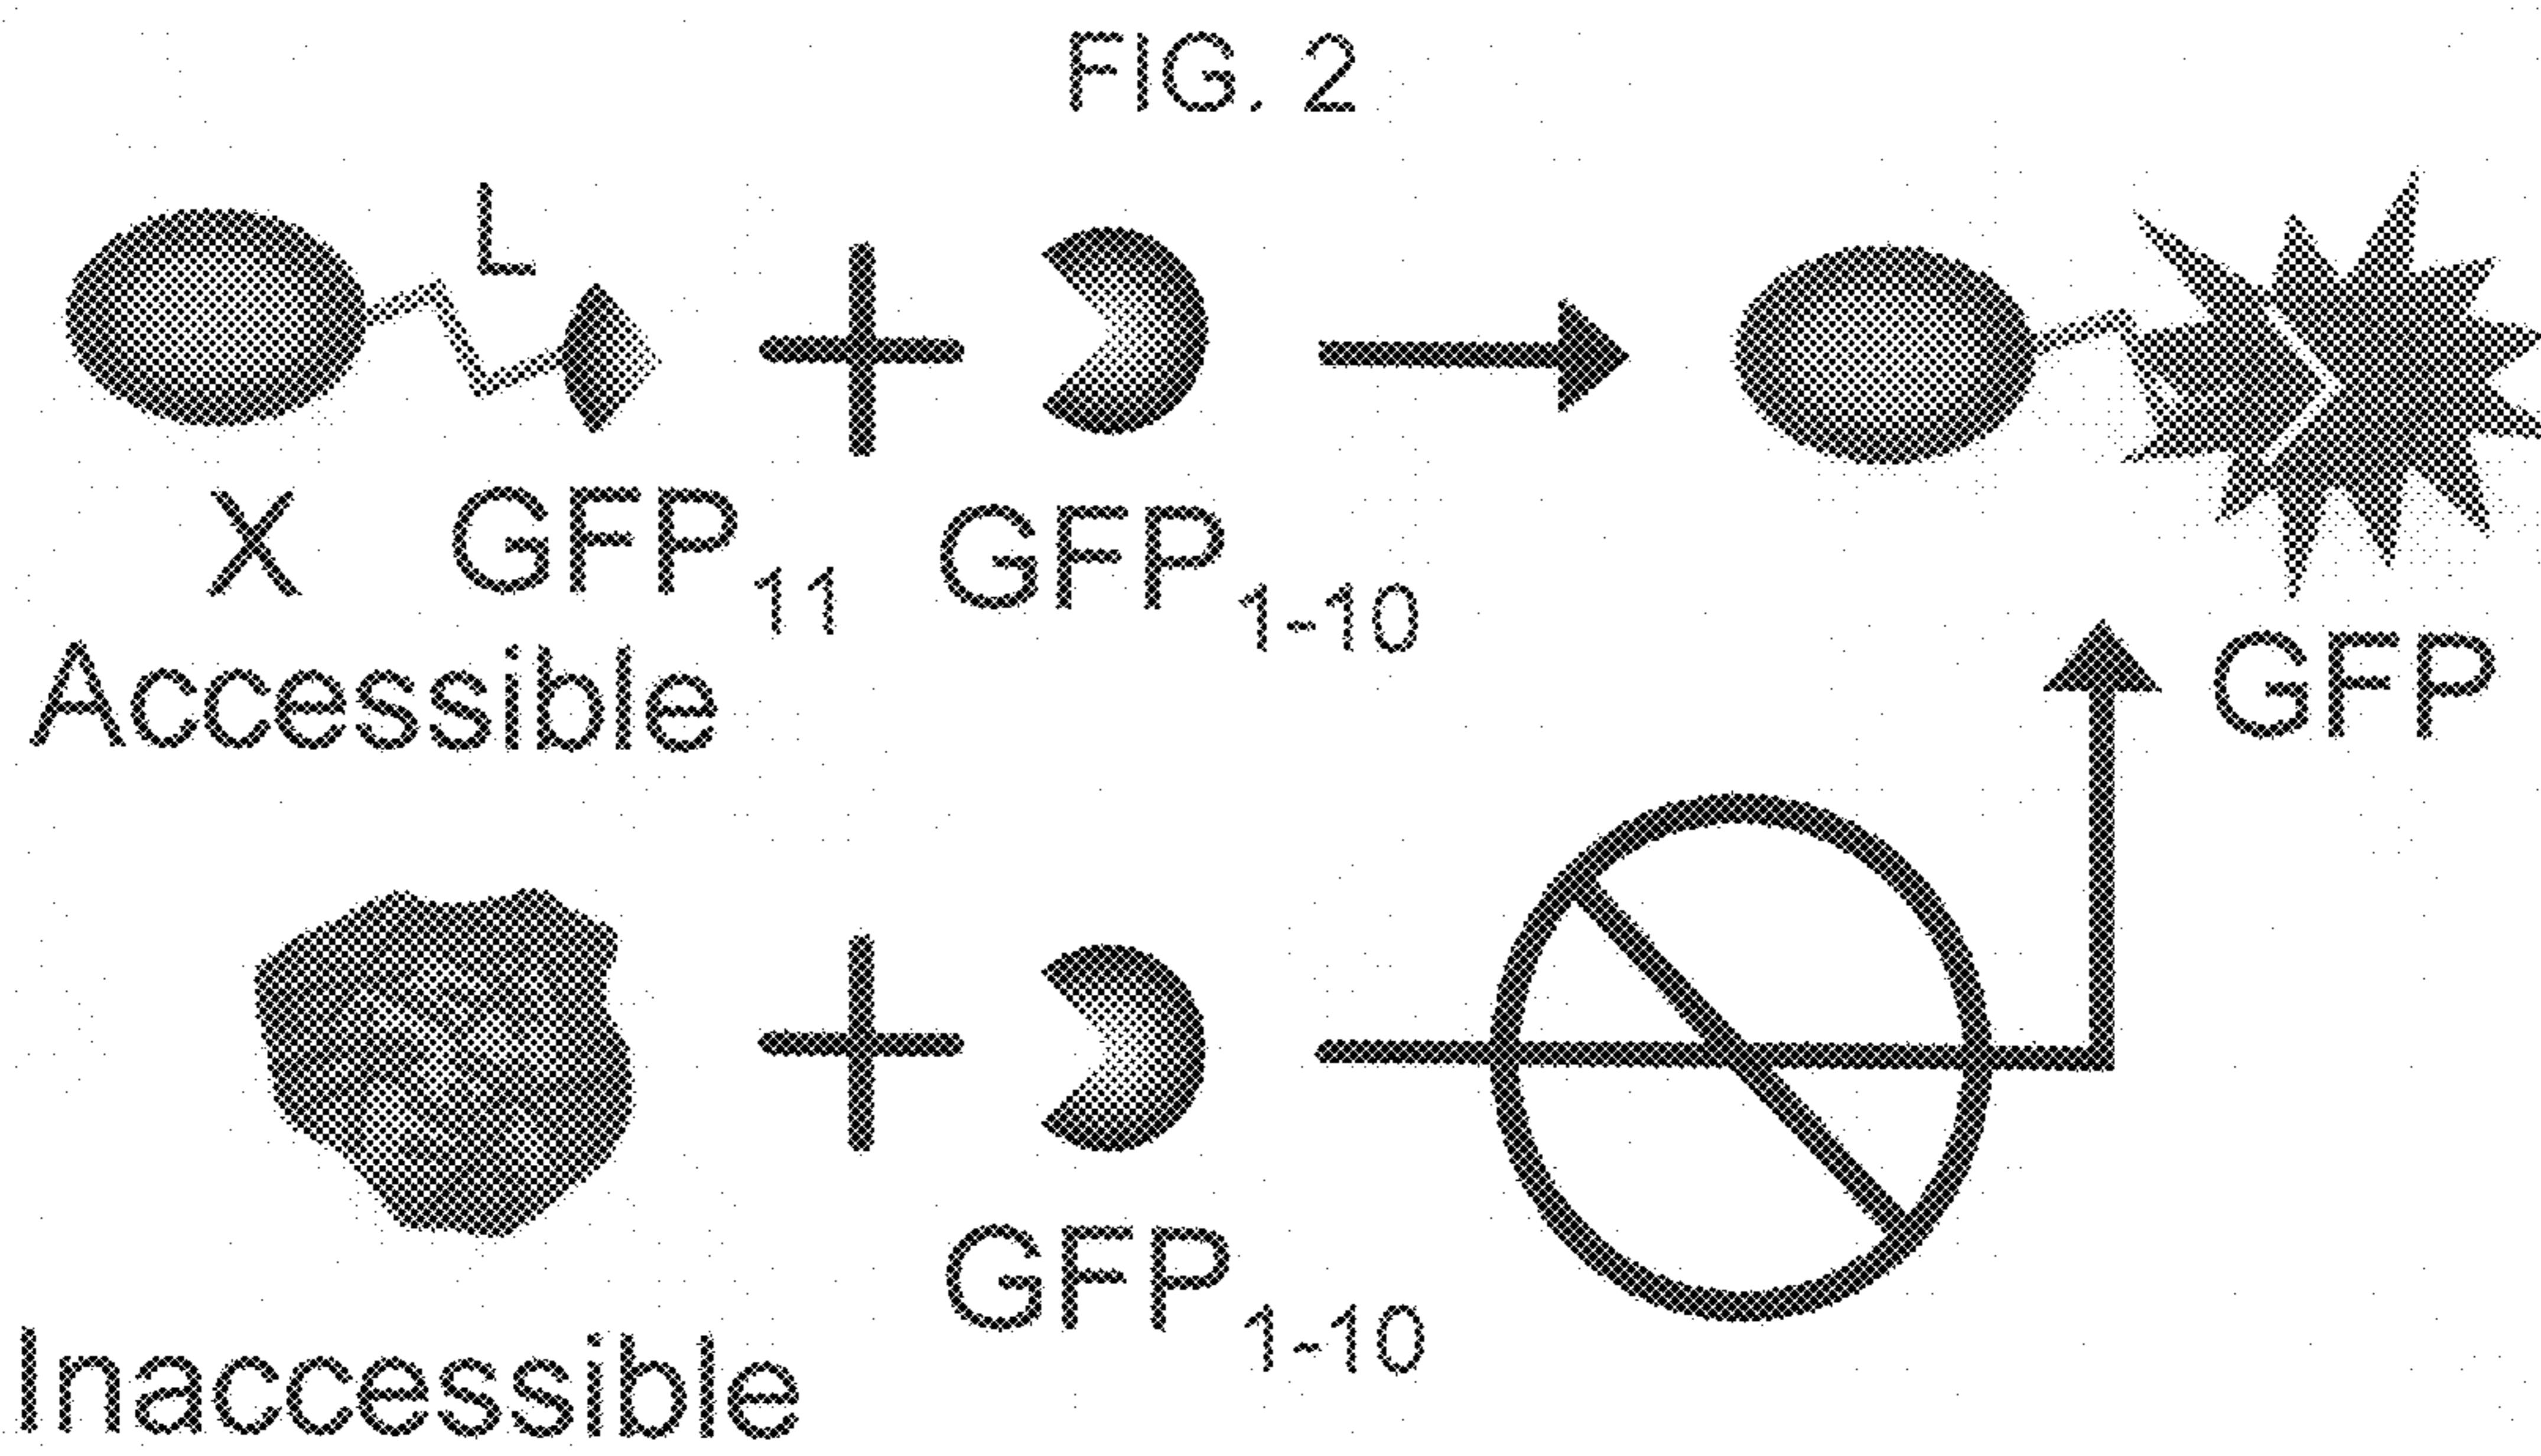 FIG. 2
L
X GFP11 GFP1-10
Accessible
GFP
GFP1-10
Inaccessible